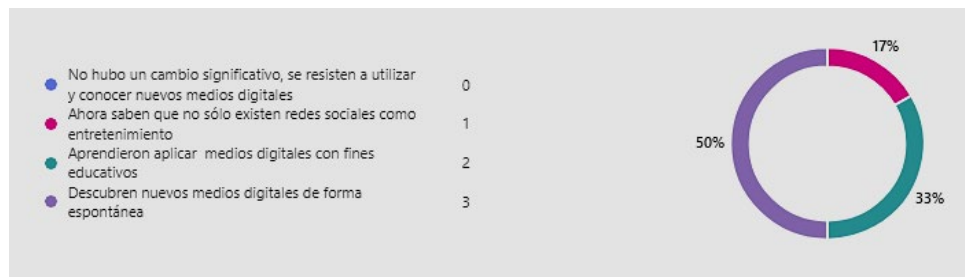 No hubo un cambio significativo, se resisten a utilizar
y conocer nuevos medios digitales
0
Ahora saben que no sólo existen redes sociales como
entretenimiento
1
Aprendieron aplicar medios digitales con fines
educativos
2
Descubren nuevos medios digitales de forma
espontánea
3
17%
50%
33%